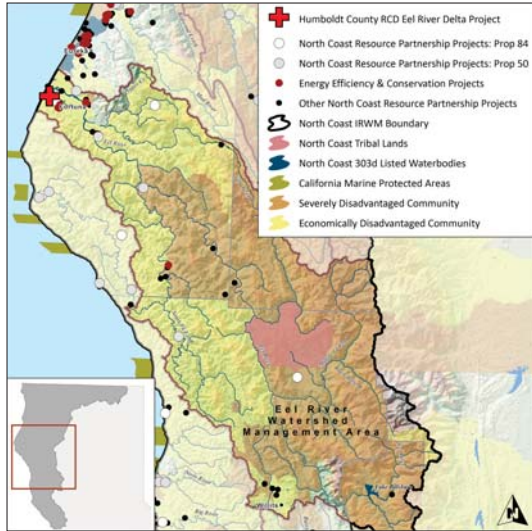 Humboldt County RCD Eel River Delta Project
North Coast Resource Partnership Projects: Prop 84
North Coast Resource Partnership Projects: Prop 50
Energy Efficiency & Conservation Projects
Other North Coast Resource Partnership Projects
North Coast IRWM Boundary
North Coast Tribal Lands
North Coast 303d Listed Waterbodies
California Marine Protected Areas
Severely Disadvantaged Community
Economically Disadvantaged Community
Eureka
Fortuna
Eel River
Watershed
Management Area
Willits
N